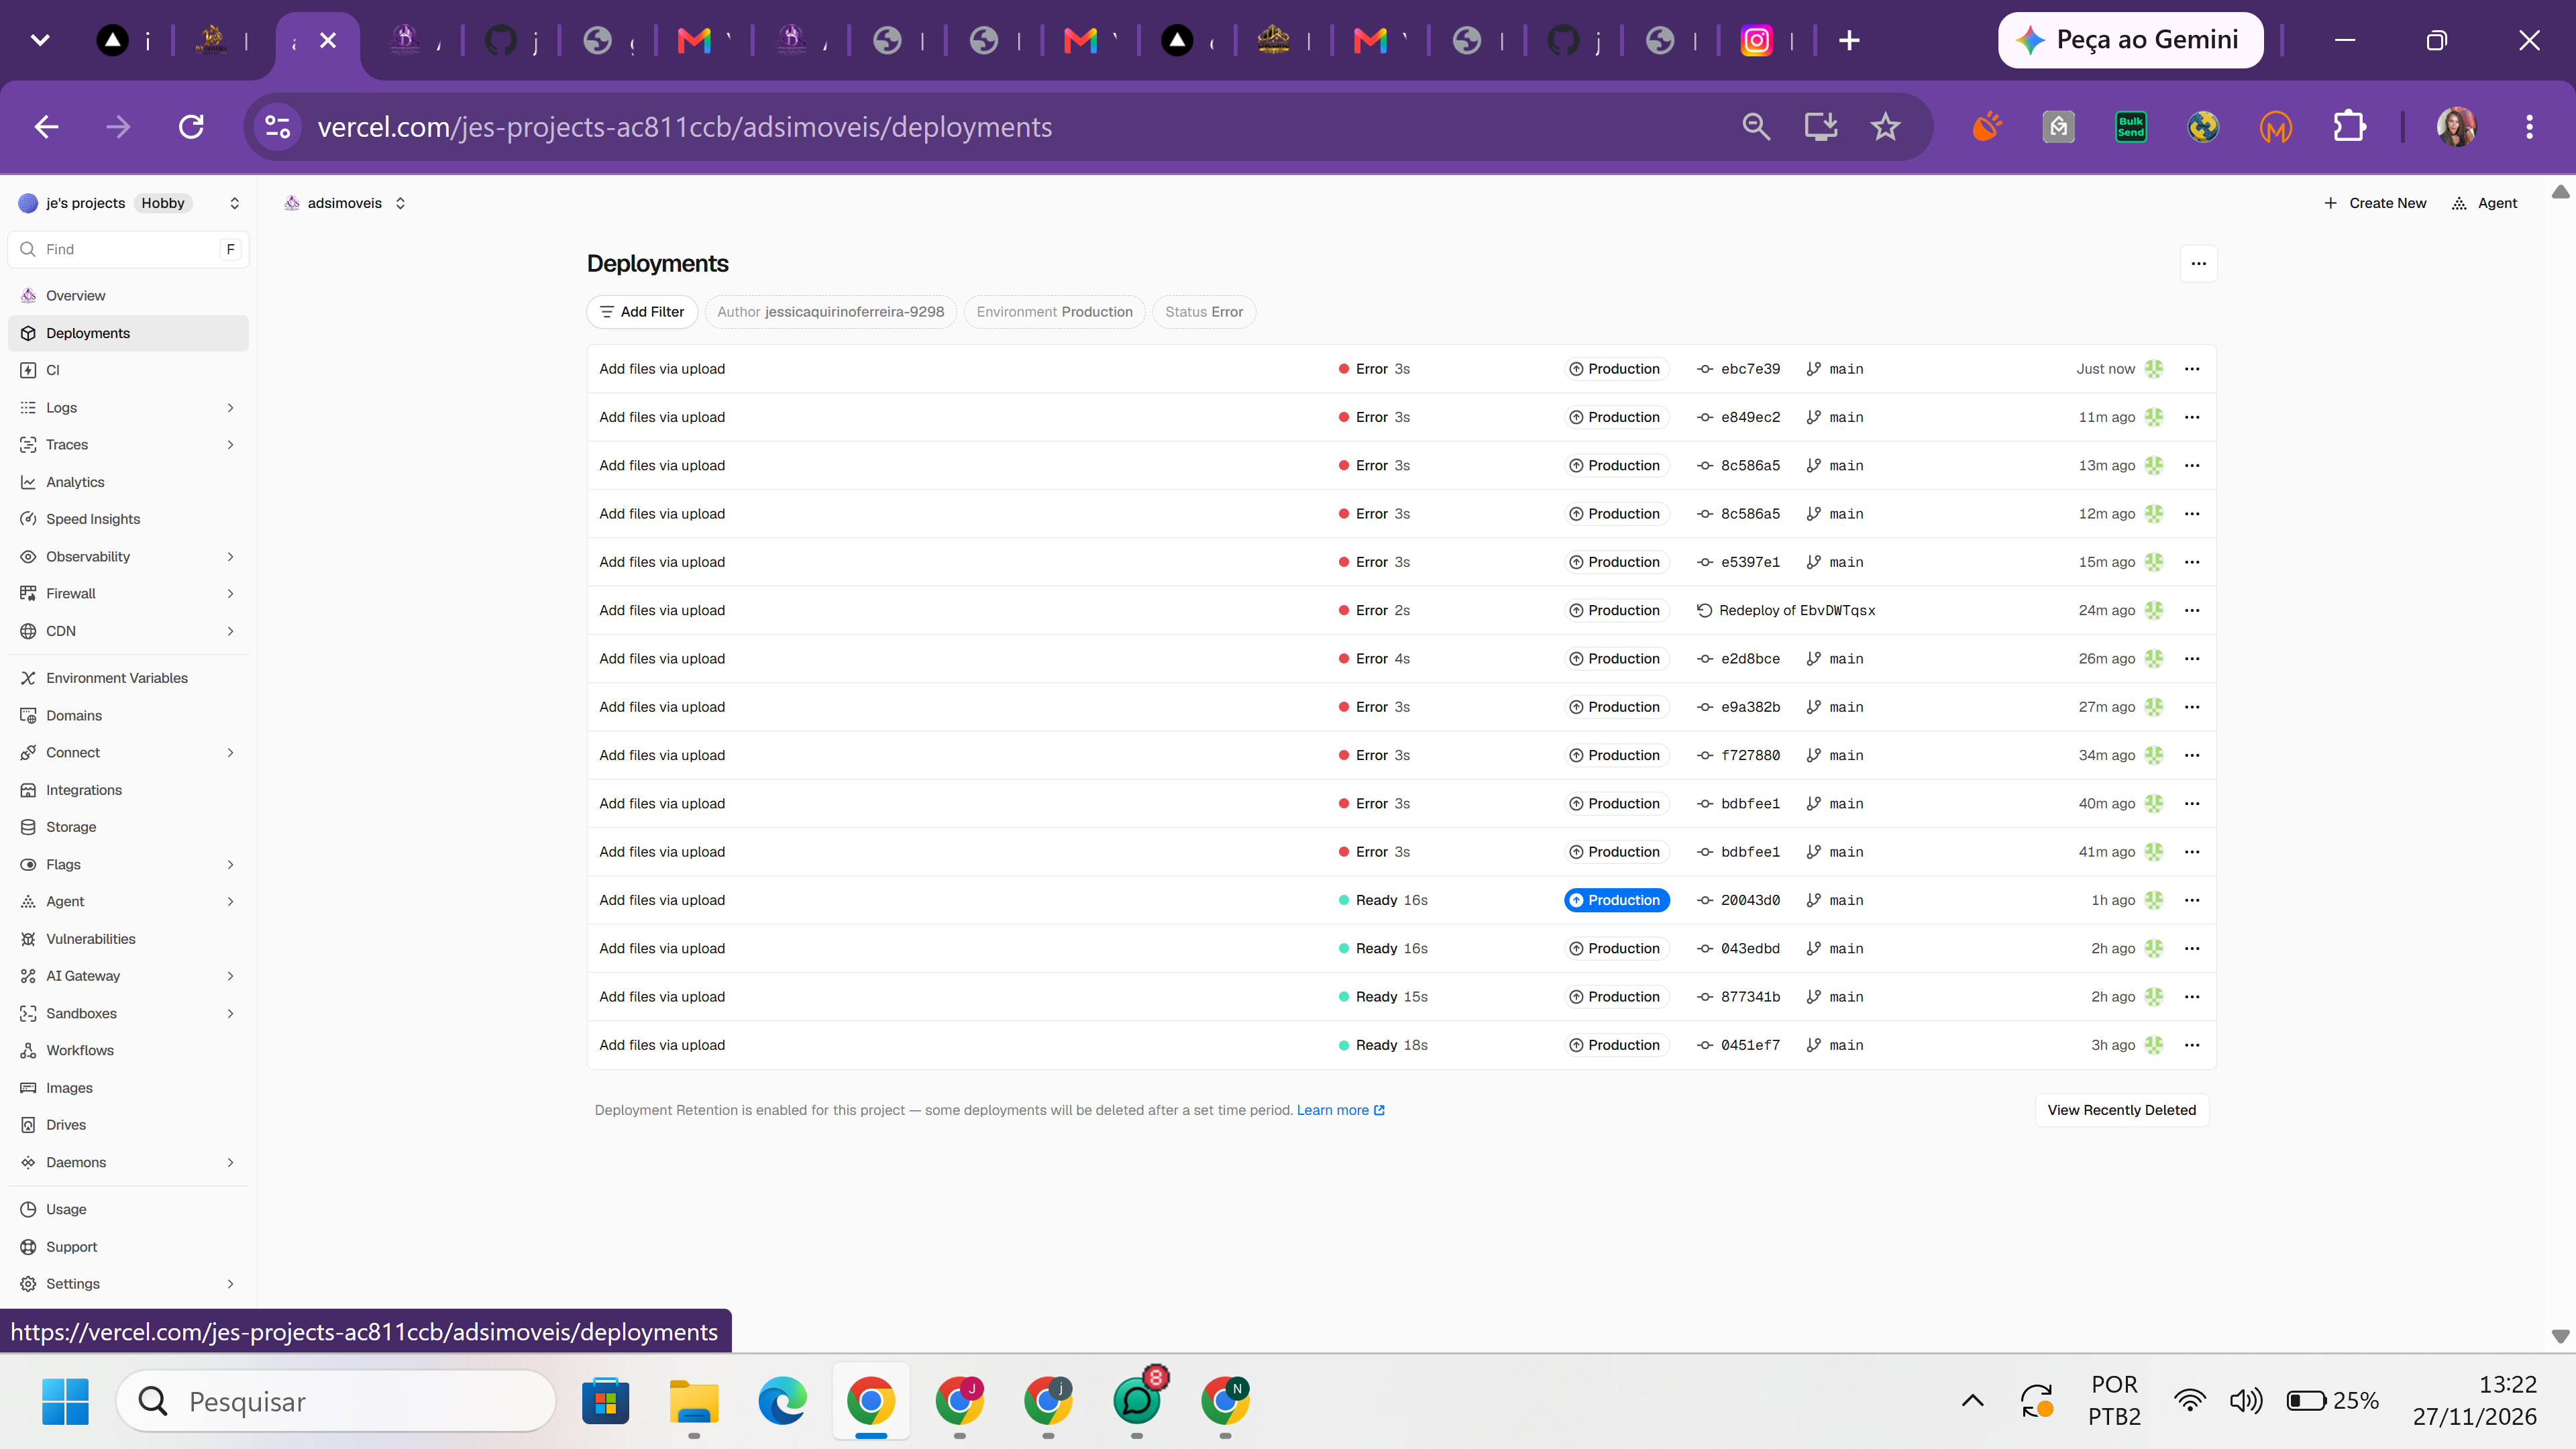 Peça ao Gemini
vercel.com/jes-projects-ac811ccb/adsimoveis/deployments
Bulk Send
je's projects Hobby
adsimoveis
Create New
Agent
Find F
Overview
Deployments
CI
Logs
Traces
Analytics
Speed Insights
Observability
Firewall
CDN
Environment Variables
Domains
Connect
Integrations
Storage
Flags
Agent
Vulnerabilities
AI Gateway
Sandboxes
Workflows
Images
Drives
Daemons
Usage
Support
Settings
Deployments
Add Filter Author jessicaquirinoferreira-9298 Environment Production Status Error
Add files via upload Error 3s Production ebc7e39 main Just now
Add files via upload Error 3s Production e849ec2 main 11m ago
Add files via upload Error 3s Production 8c586a5 main 13m ago
Add files via upload Error 3s Production 8c586a5 main 12m ago
Add files via upload Error 3s Production e5397e1 main 15m ago
Add files via upload Error 2s Production Redeploy of EbvDWTqsx 24m ago
Add files via upload Error 4s Production e2d8bce main 26m ago
Add files via upload Error 3s Production e9a382b main 27m ago
Add files via upload Error 3s Production f727880 main 34m ago
Add files via upload Error 3s Production bdbfee1 main 40m ago
Add files via upload Error 3s Production bdbfee1 main 41m ago
Add files via upload Ready 16s Production 20043d0 main 1h ago
Add files via upload Ready 16s Production 043edbd main 2h ago
Add files via upload Ready 15s Production 877341b main 2h ago
Add files via upload Ready 18s Production 0451ef7 main 3h ago
Deployment Retention is enabled for this project — some deployments will be deleted after a set time period. Learn more
View Recently Deleted
https://vercel.com/jes-projects-ac811ccb/adsimoveis/deployments
Pesquisar
J
j
8
N
POR
PTB2
25%
13:22
27/11/2026